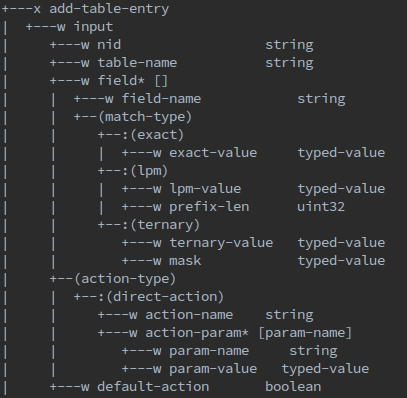 +---x add-table-entry
|  +---w input
|     +---w nid                  string
|     +---w table-name           string
|     +---w field* []
|     |  +---w field-name            string
|     |  +--(match-type)
|     |     +--:(exact)
|     |     |  +---w exact-value     typed-value
|     |     +--:(lpm)
|     |     |  +---w lpm-value       typed-value
|     |     |  +---w prefix-len      uint32
|     |     +--:(ternary)
|     |        +---w ternary-value   typed-value
|     |        +---w mask            typed-value
|     +--(action-type)
|     |  +--:(direct-action)
|     |     +---w action-name    string
|     |     +---w action-param* [param-name]
|     |        +---w param-name     string
|     |        +---w param-value   typed-value
|     +---w default-action       boolean